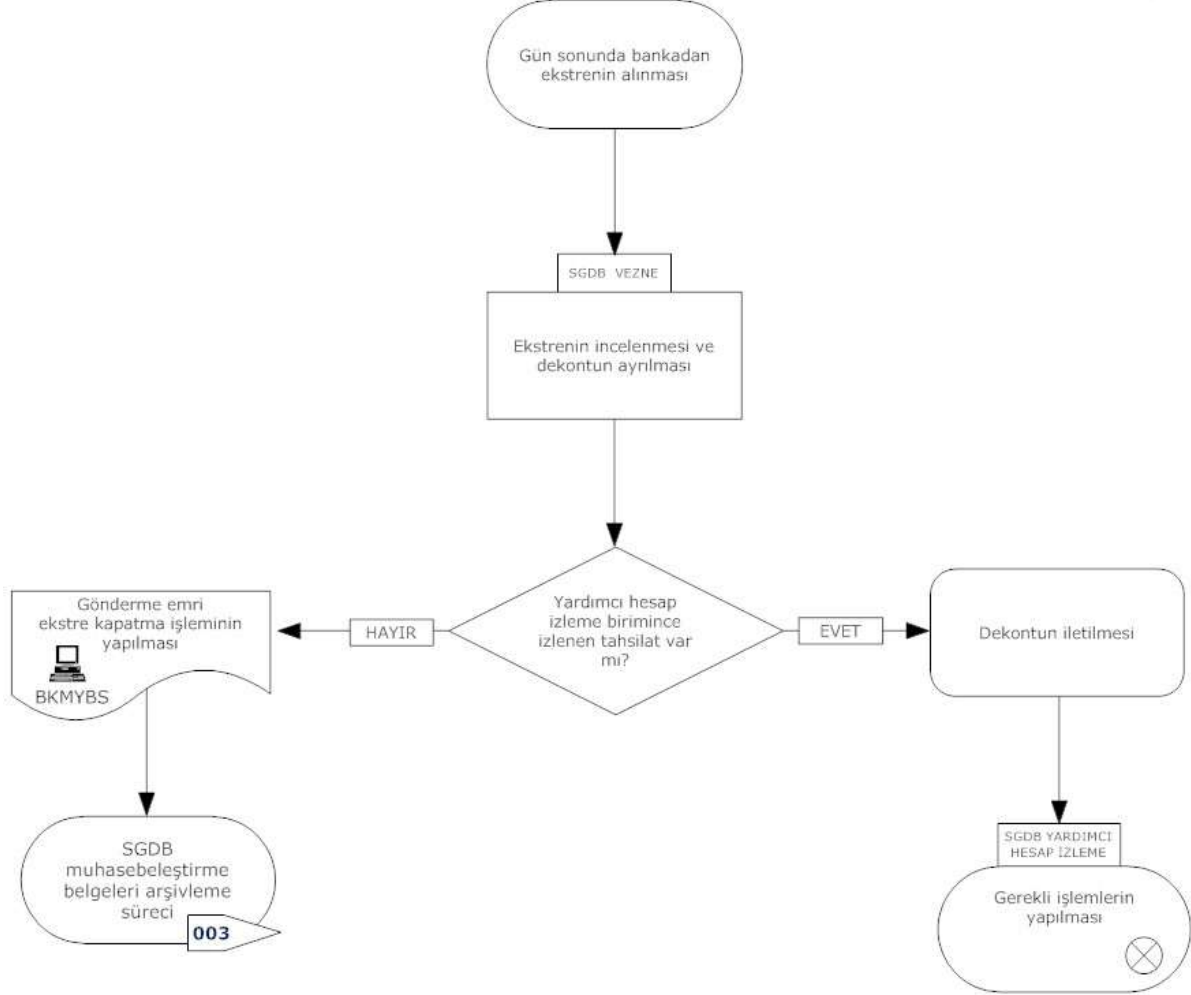 Gün sonunda bankadan
ekstrenin alınması
SGDB VEZNE
Ekstrenin incelenmesi ve
dekontun ayrılması
Yardımcı hesap
izleme birimince
izlenen tahsilat var
mı?
HAYIR
EVET
Gönderme emri
ekstre kapatma işleminin
yapılması
BKMYBS
Dekontun iletilmesi
SGDB
muhasebeleştirme
belgeleri arşivleme
süreci
003
SGDB YARDIMCI
HESAP İZLEME
Gerekli işlemlerin
yapılması